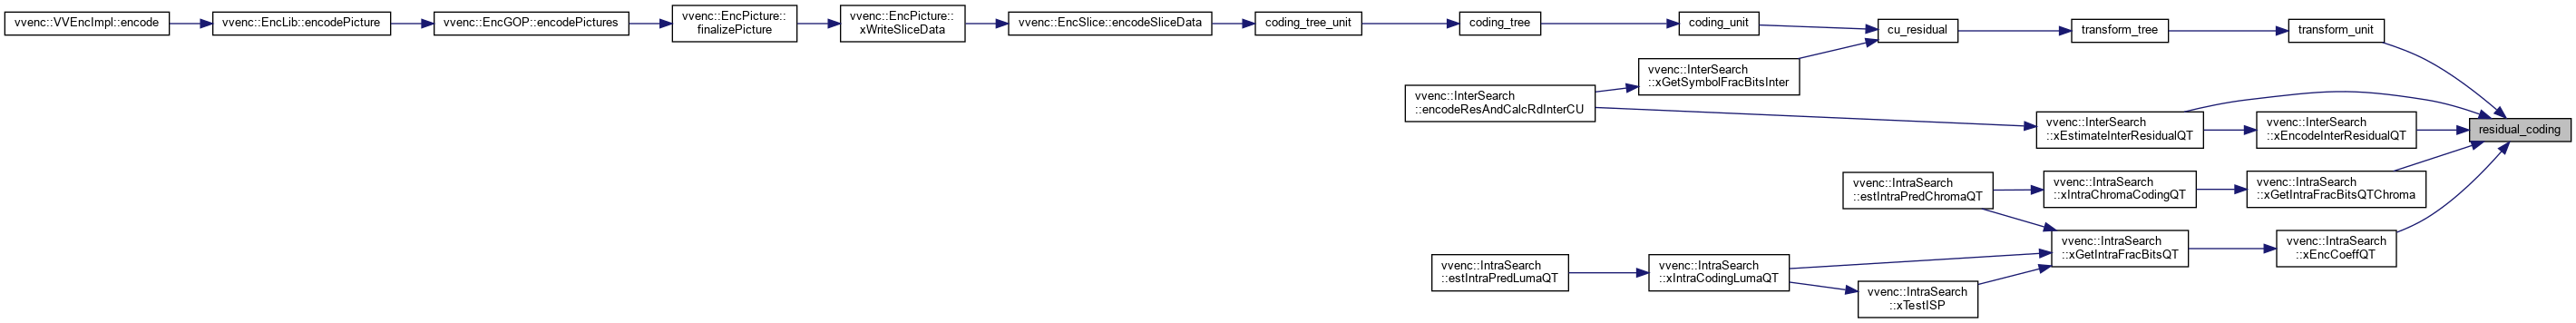 vvenc::VVEncImpl::encode
vvenc::EncLib::encodePicture
vvenc::EncGOP::encodePictures
vvenc::EncPicture::
finalizePicture
vvenc::EncPicture::
xWriteSliceData
vvenc::EncSlice::encodeSliceData
coding_tree_unit
coding_tree
coding_unit
cu_residual
transform_tree
transform_unit
vvenc::InterSearch
::xGetSymbolFracBitsInter
vvenc::InterSearch
::encodeResAndCalcRdInterCU
vvenc::InterSearch
::xEstimateInterResidualQT
vvenc::InterSearch
::xEncodeInterResidualQT
residual_coding
vvenc::IntraSearch
::estIntraPredChromaQT
vvenc::IntraSearch
::xIntraChromaCodingQT
vvenc::IntraSearch
::xGetIntraFracBitsQTChroma
vvenc::IntraSearch
::xGetIntraFracBitsQT
vvenc::IntraSearch
::xEncCoeffQT
vvenc::IntraSearch
::estIntraPredLumaQT
vvenc::IntraSearch
::xIntraCodingLumaQT
vvenc::IntraSearch
::xTestISP